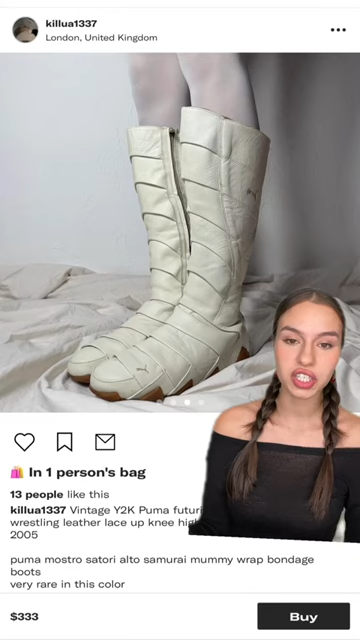 killua1337
London, United Kingdom
In 1 person's bag
13 people like this
killua1337 Vintage Y2K Puma
wrestling leather lace up knee
2005
puma mostro satori alto samurai mummy wrap bondage
boots
very rare in this color
$333
Buy